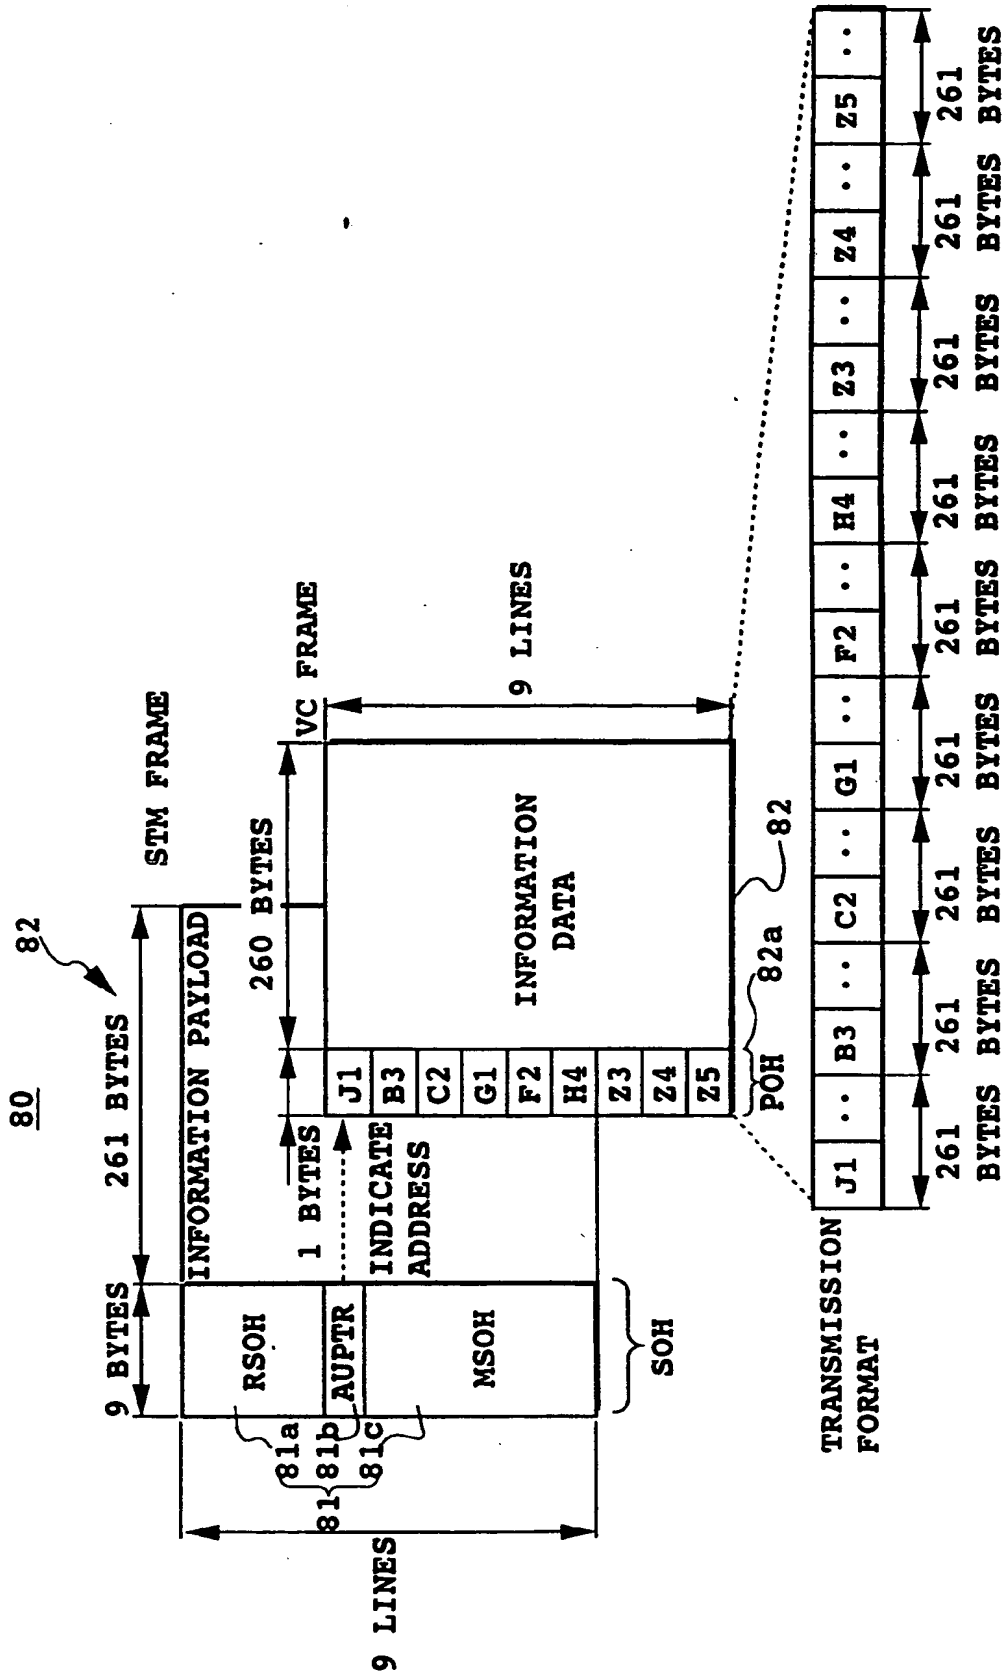 80
STM FRAME
82
9 BYTES
261 BYTES
INFORMATION PAYLOAD
260 BYTES
VC FRAME
1 BYTES
9 LINES
RSOH
AUPTR
MSOH
81a
81b
81c
81
INDICATE
ADDRESS
J1
B3
C2
G1
F2
H4
Z3
Z4
Z5
INFORMATION
DATA
9 LINES
SOH
POH
82a
82
TRANSMISSION
FORMAT
J1 ·· B3 ·· C2 ·· G1 ·· F2 ·· H4 ·· Z3 ·· Z4 ·· Z5 ··
261 261 261 261 261 261 261 261 261
BYTES BYTES BYTES BYTES BYTES BYTES BYTES BYTES BYTES